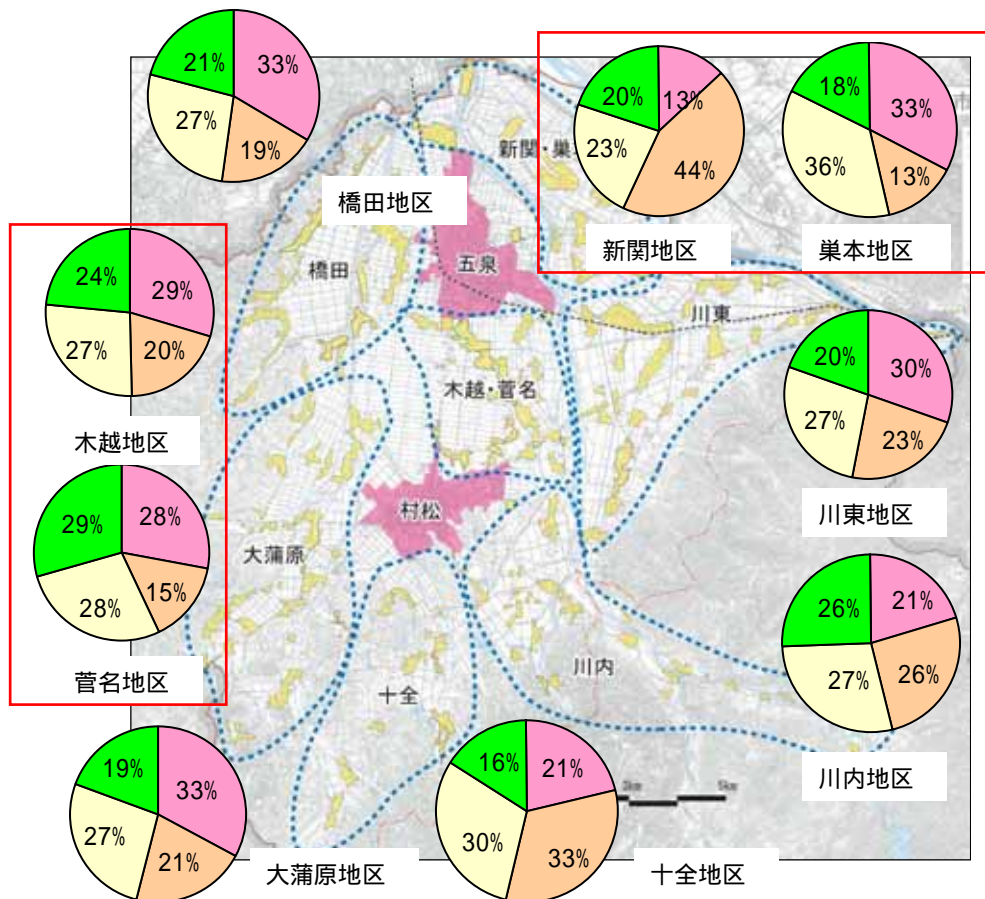 21%
33%
27%
19%
橋田地区
20%
13%
23%
44%
新関地区
18%
33%
36%
13%
巣本地区
新関・巣
五泉
橋田
川東
24%
29%
27%
20%
木越地区
木越・菅名
20%
30%
27%
23%
川東地区
29%
28%
28%
15%
菅名地区
村松
大蒲原
26%
21%
27%
26%
川内地区
川内
十全
19%
33%
27%
21%
大蒲原地区
16%
21%
30%
33%
十全地区
5km
市